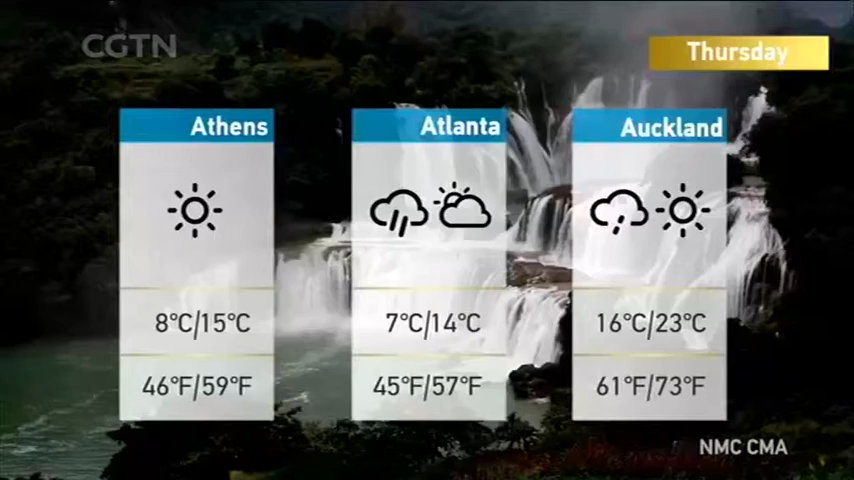 CGTN
Thursday
Athens
8°C/15°C
46°F/59°F
Atlanta
7°C/14°C
45°F/57°F
Auckland
16°C/23°C
61°F/73°F
NMC CMA